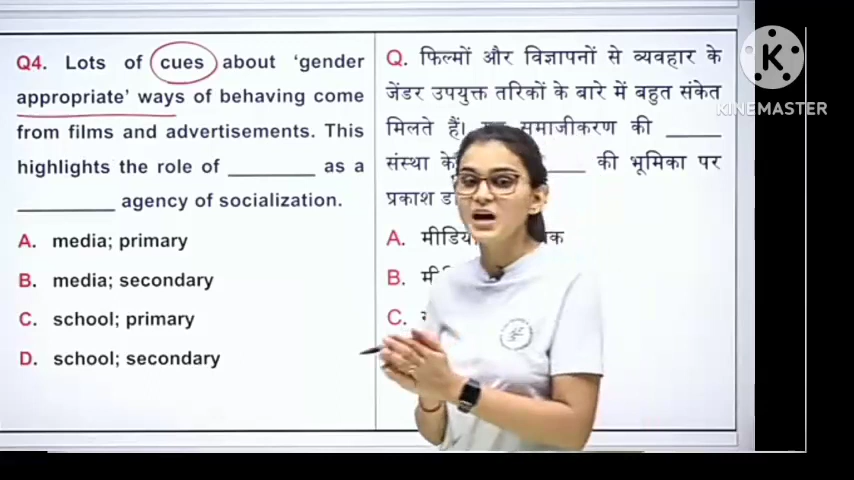 Q4. Lots of cues about ‘gender
appropriate’ ways of behaving come
from films and advertisements. This
highlights the role of ________ as a
________ agency of socialization.
A. media; primary
B. media; secondary
C. school; primary
D. school; secondary
Q. फिल्मों और विज्ञापनों से व्यवहार के
जेंडर उपयुक्त तरिकों के बारे में बहुत संकेत
मिलते हैं। समाजीकरण की ______
संस्था के ______ की भूमिका पर
प्रकाश
A.
B.
C.
K
KINEMASTER